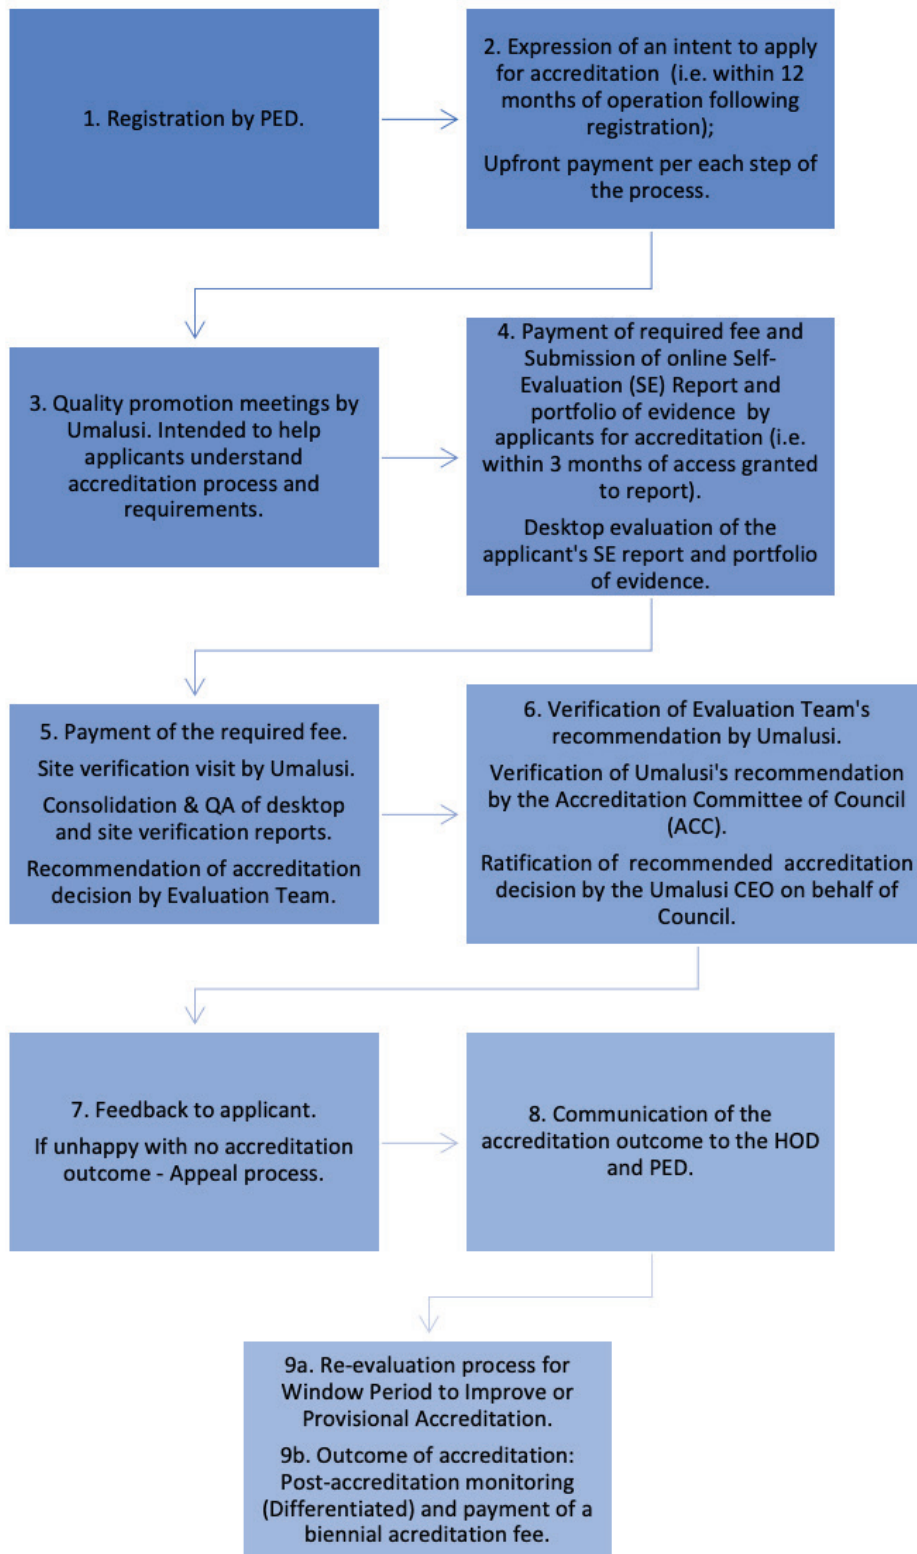 1. Registration by PED.
2. Expression of an intent to apply
for accreditation  (i.e. within 12
months of operation following
registration);
Upfront payment per each step of
the process.
3. Quality promotion meetings by
Umalusi. Intended to help
applicants understand
accreditation process and
requirements.
4. Payment of required fee and
Submission of online Self-
Evaluation (SE) Report and
portfolio of evidence  by
applicants for accreditation (i.e.
within 3 months of access granted
to report).
Desktop evaluation of the
applicant's SE report and portfolio
of evidence.
5. Payment of the required fee.
Site verification visit by Umalusi.
Consolidation & QA of desktop
and site verification reports.
Recommendation of accreditation
decision by Evaluation Team.
6. Verification of Evaluation Team's
recommendation by Umalusi.
Verification of Umalusi's recommendation
by the Accreditation Committee of Council
(ACC).
Ratification of  recommended  accreditation
decision by the Umalusi CEO on behalf of
Council.
7. Feedback to applicant.
If unhappy with no accreditation
outcome - Appeal process.
8. Communication of the
accreditation outcome to the HOD
and PED.
9a. Re-evaluation process for
Window Period to Improve or
Provisional Accreditation.
9b. Outcome of accreditation:
Post-accreditation monitoring
(Differentiated) and payment of a
biennial acreditation fee.